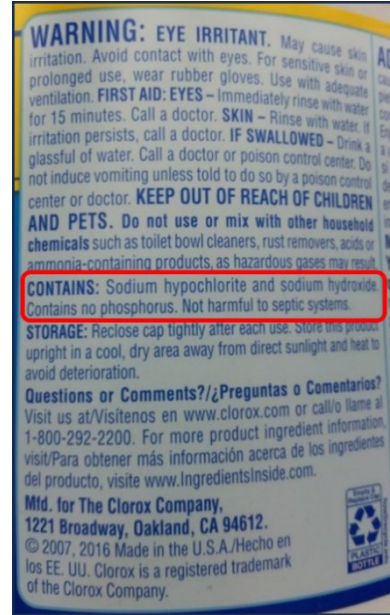 WARNING: EYE IRRITANT. May cause skin
irritation. Avoid contact with eyes. For sensitive skin or
prolonged use, wear rubber gloves. Use with adequate
ventilation. FIRST AID: EYES – Immediately rinse with water
for 15 minutes. Call a doctor. SKIN – Rinse with water. If
irritation persists, call a doctor. IF SWALLOWED – Drink a
glassful of water. Call a doctor or poison control center. Do
not induce vomiting unless told to do so by a poison control
center or doctor. KEEP OUT OF REACH OF CHILDREN
AND PETS. Do not use or mix with other household
chemicals such as toilet bowl cleaners, rust removers, acids or
ammonia-containing products, as hazardous gases may result.
CONTAINS: Sodium hypochlorite and sodium hydroxide.
Contains no phosphorus. Not harmful to septic systems.
STORAGE: Reclose cap tightly after each use. Store this product
upright in a cool, dry area away from direct sunlight and heat to
avoid deterioration.
Questions or Comments?/¿Preguntas o Comentarios?
Visit us at/Visítenos en www.clorox.com or call/o llame al
1-800-292-2200. For more product ingredient information,
visit/Para obtener más información acerca de los ingredientes
del producto, visite www.IngredientsInside.com.
Mfd. for The Clorox Company,
1221 Broadway, Oakland, CA 94612.
© 2007, 2016 Made in the U.S.A./Hecho en
los EE. UU. Clorox is a registered trademark
of the Clorox Company.
PLASTIC
BOTTLE